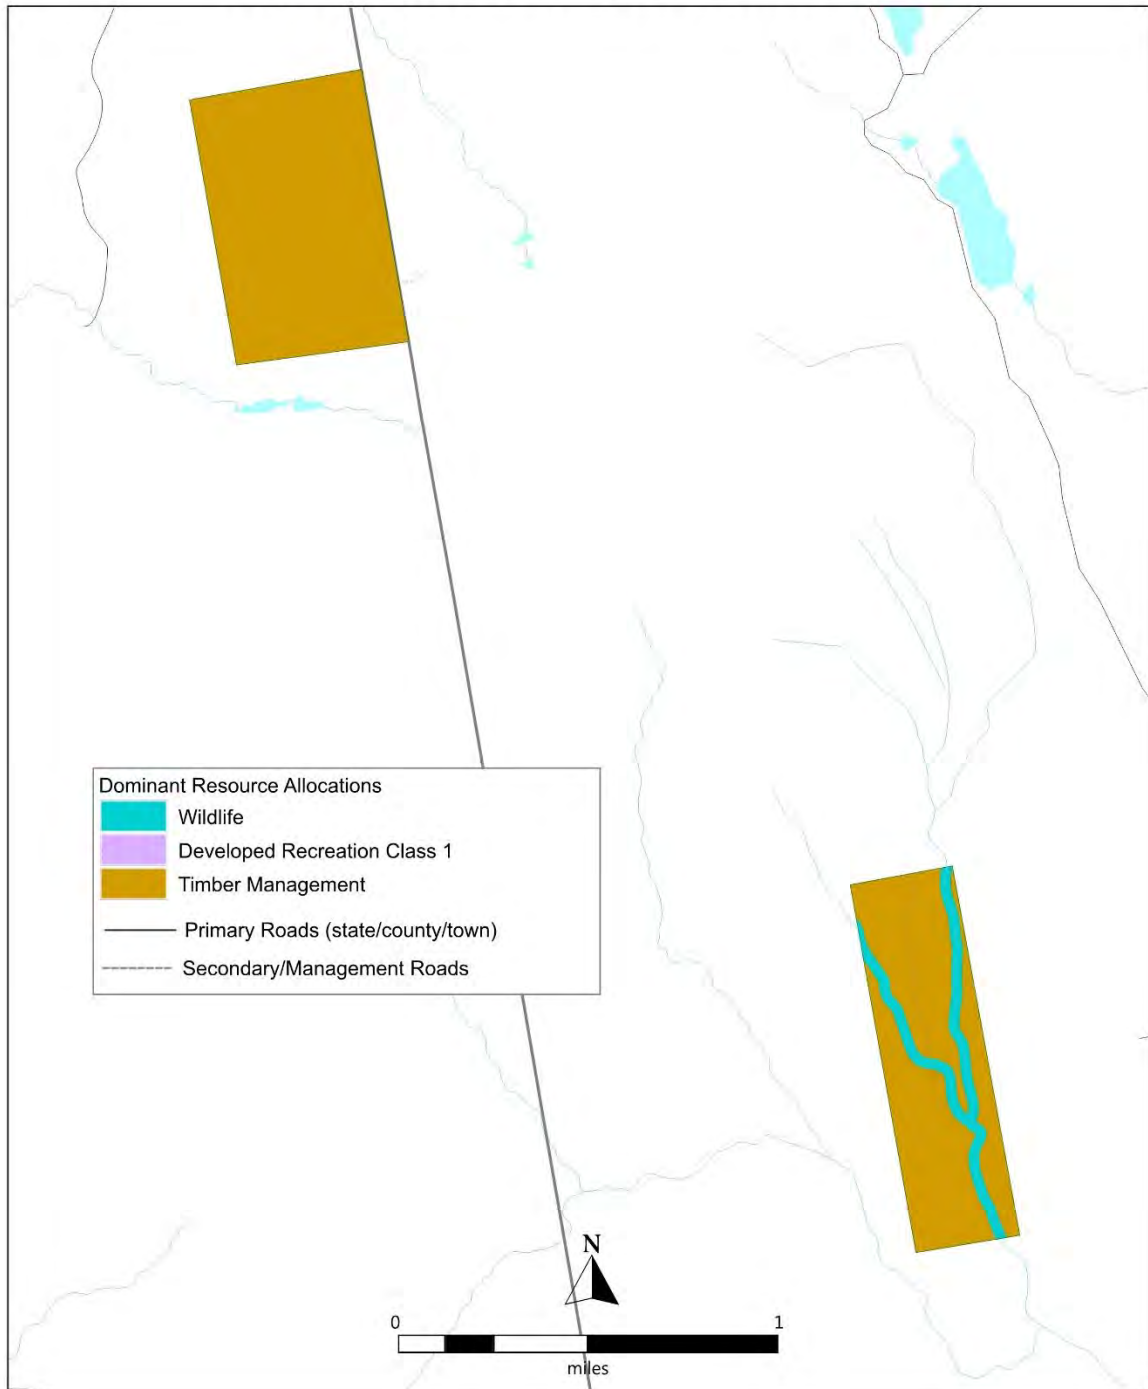 Dominant Resource Allocations
Wildlife
Developed Recreation Class 1
Timber Management
Primary Roads (state/county/town)
Secondary/Management Roads
N
0 1
miles